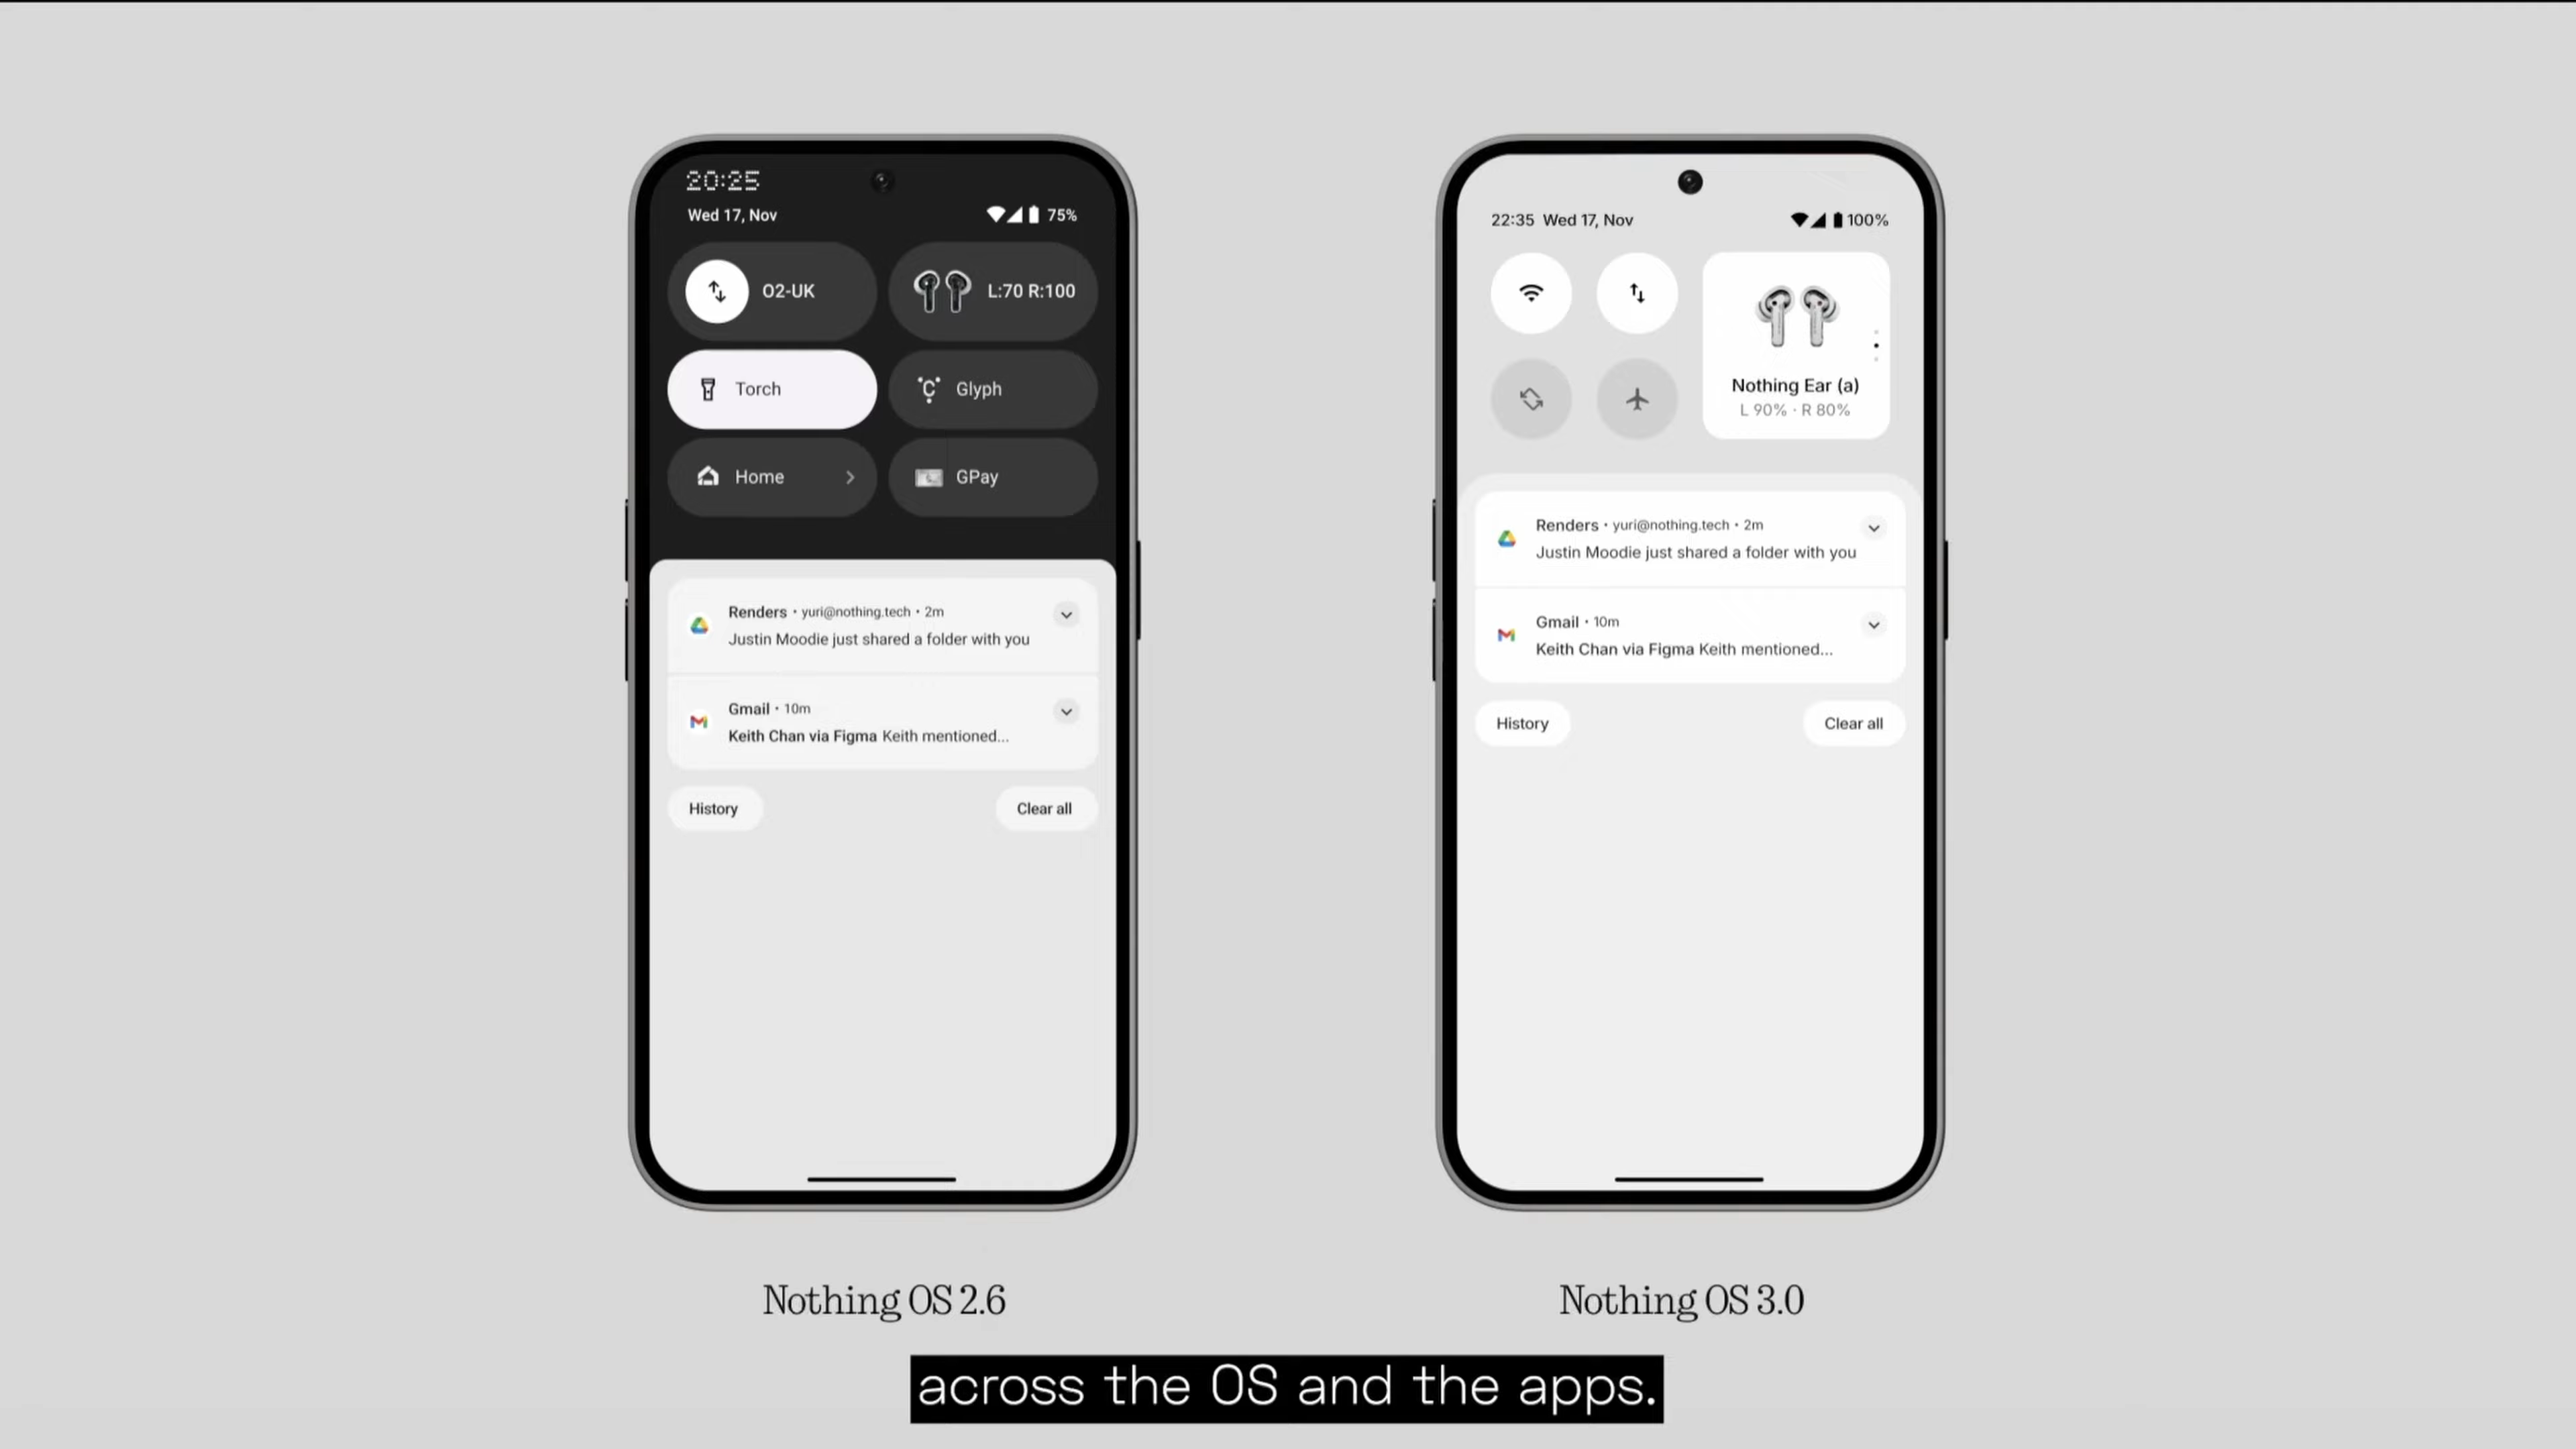 20:25
Wed 17, Nov
75%
O2-UK
L:70 R:100
Torch
Glyph
Home
GPay
Renders · yuri@nothing.tech · 2m
Justin Moodie just shared a folder with you
Gmail · 10m
Keith Chan via Figma Keith mentioned...
History
Clear all
Nothing OS 2.6
22:35 Wed 17, Nov
100%
Nothing Ear (a)
L 90% · R 80%
Renders · yuri@nothing.tech · 2m
Justin Moodie just shared a folder with you
Gmail · 10m
Keith Chan via Figma Keith mentioned...
History
Clear all
Nothing OS 3.0
across the OS and the apps.